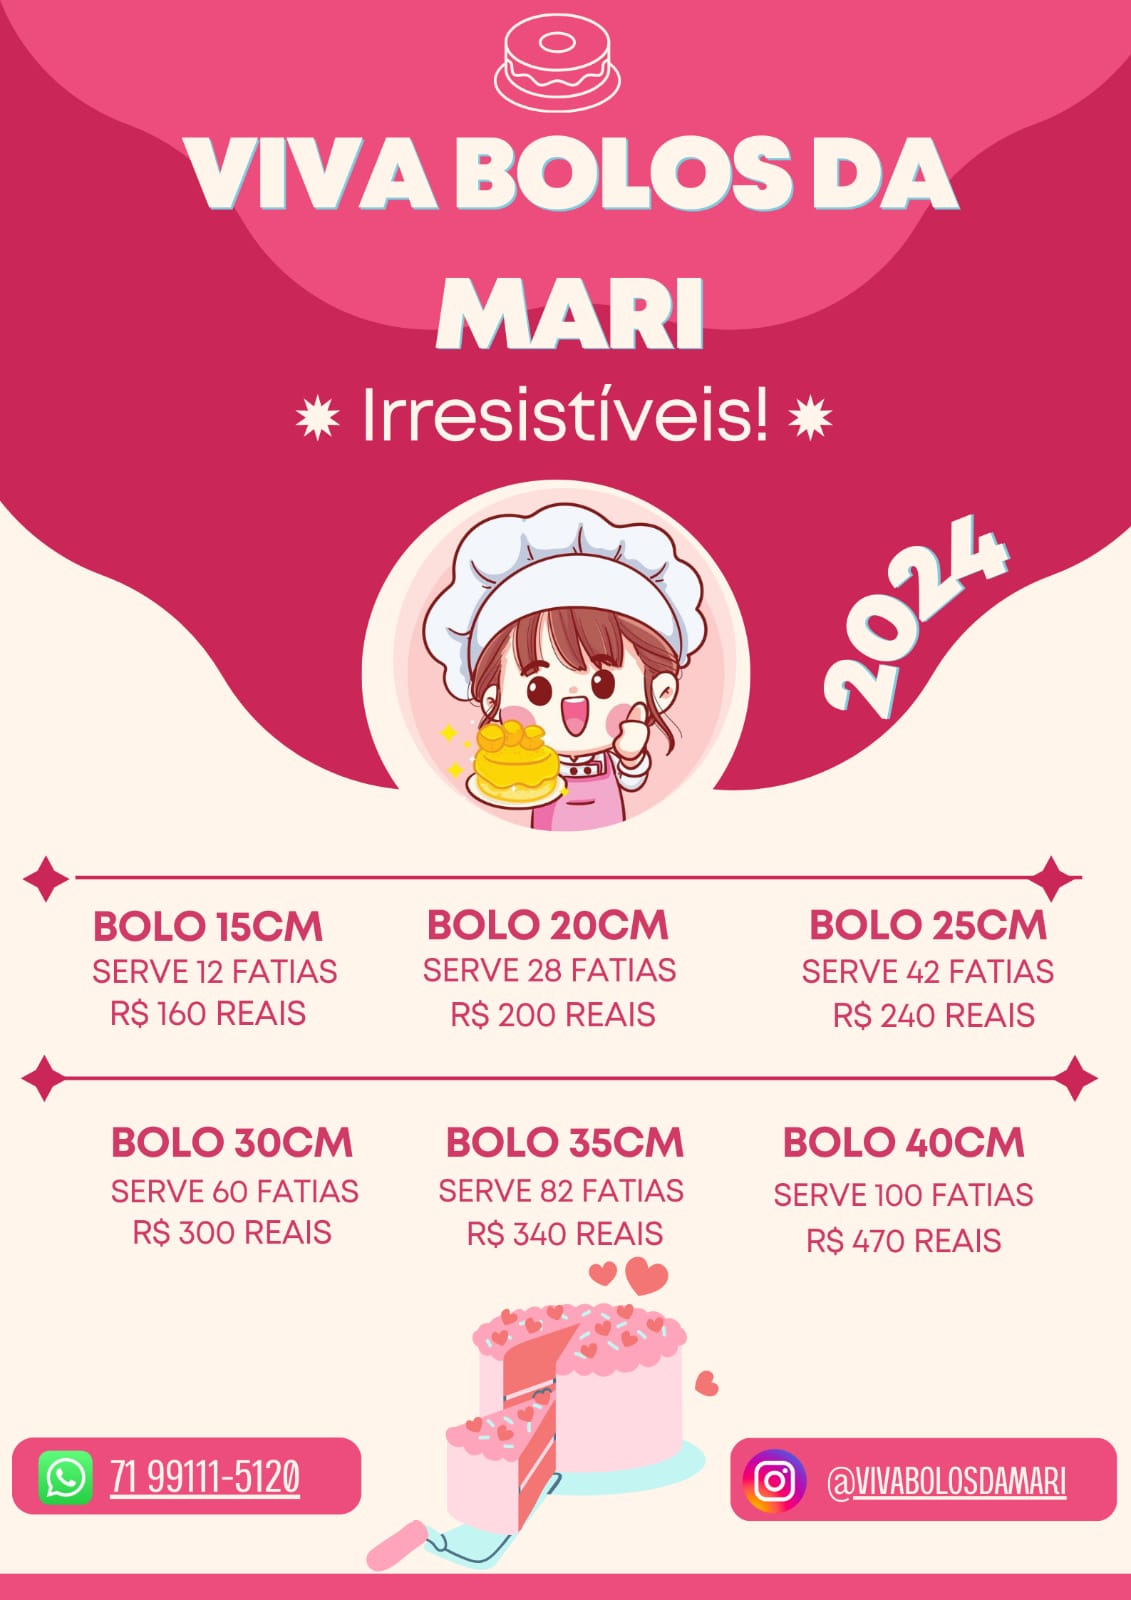 VIVA BOLOS DA
MARI
Irresistíveis!
2024
BOLO 15CM
SERVE 12 FATIAS
R$ 160 REAIS
BOLO 20CM
SERVE 28 FATIAS
R$ 200 REAIS
BOLO 25CM
SERVE 42 FATIAS
R$ 240 REAIS
BOLO 30CM
SERVE 60 FATIAS
R$ 300 REAIS
BOLO 35CM
SERVE 82 FATIAS
R$ 340 REAIS
BOLO 40CM
SERVE 100 FATIAS
R$ 470 REAIS
71 99111-5120
@VIVABOLOSDAMARI